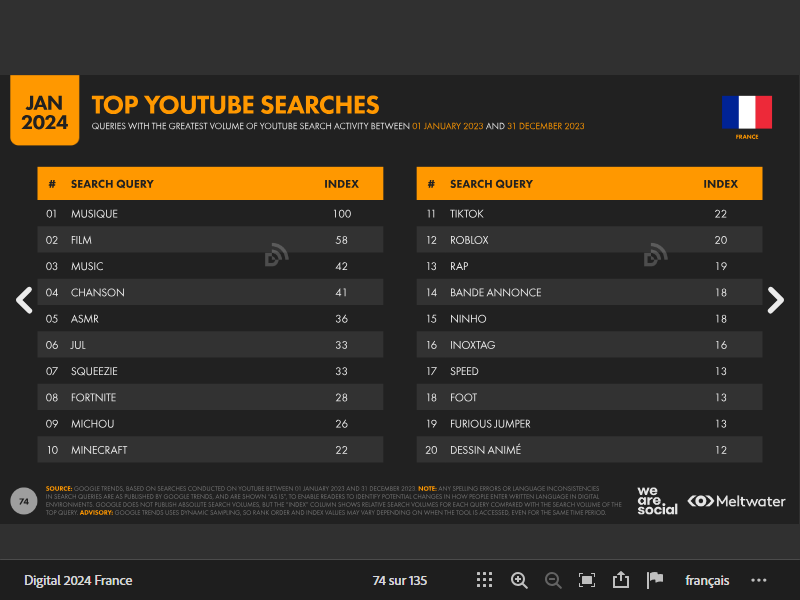 JAN
2024
TOP YOUTUBE SEARCHES
QUERIES WITH THE GREATEST VOLUME OF YOUTUBE SEARCH ACTIVITY BETWEEN 01 JANUARY 2023 AND 31 DECEMBER 2023
FRANCE
# SEARCH QUERY INDEX
01 MUSIQUE 100
02 FILM 58
03 MUSIC 42
04 CHANSON 41
05 ASMR 36
06 JUL 33
07 SQUEEZIE 33
08 FORTNITE 28
09 MICHOU 26
10 MINECRAFT 22
# SEARCH QUERY INDEX
11 TIKTOK 22
12 ROBLOX 20
13 RAP 19
14 BANDE ANNONCE 18
15 NINHO 18
16 INOXTAG 16
17 SPEED 13
18 FOOT 13
19 FURIOUS JUMPER 13
20 DESSIN ANIMÉ 12
74
SOURCE: GOOGLE TRENDS, BASED ON SEARCHES CONDUCTED ON YOUTUBE BETWEEN 01 JANUARY 2023 AND 31 DECEMBER 2023. NOTE: ANY SPELLING ERRORS OR LANGUAGE INCONSISTENCIES
IN SEARCH QUERIES ARE AS PUBLISHED BY GOOGLE TRENDS, AND ARE SHOWN "AS IS", TO ENABLE READERS TO IDENTIFY POTENTIAL CHANGES IN HOW PEOPLE ENTER WRITTEN LANGUAGE IN DIGITAL
ENVIRONMENTS. GOOGLE DOES NOT PUBLISH ABSOLUTE SEARCH VOLUMES, BUT THE "INDEX" COLUMN SHOWS RELATIVE SEARCH VOLUMES FOR EACH QUERY COMPARED WITH THE SEARCH VOLUME OF THE
TOP QUERY. ADVISORY: GOOGLE TRENDS USES DYNAMIC SAMPLING, SO RANK ORDER AND INDEX VALUES MAY VARY DEPENDING ON WHEN THE TOOL IS ACCESSED, EVEN FOR THE SAME TIME PERIOD.
we
are
social
Meltwater
Digital 2024 France
74 sur 135
français